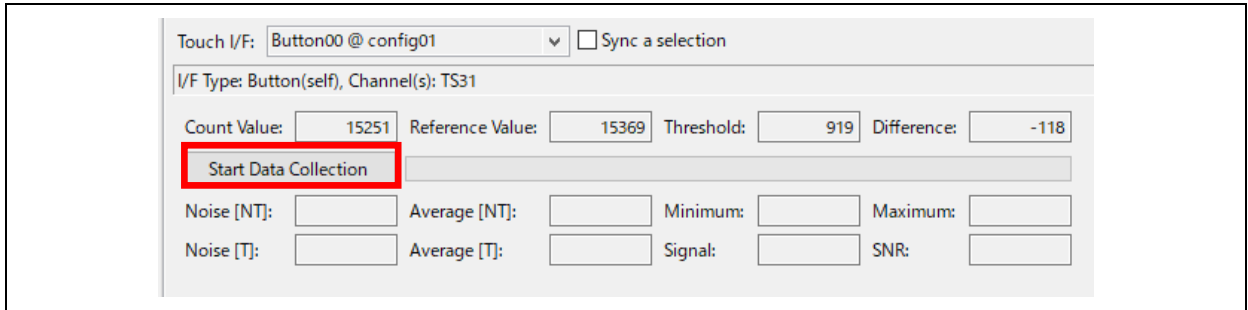 Touch I/F: Button00 @ config01 Sync a selection
I/F Type: Button(self), Channel(s): TS31
Count Value: 15251 Reference Value: 15369 Threshold: 919 Difference: -118
Start Data Collection
Noise [NT]: Average [NT]: Minimum: Maximum:
Noise [T]: Average [T]: Signal: SNR: